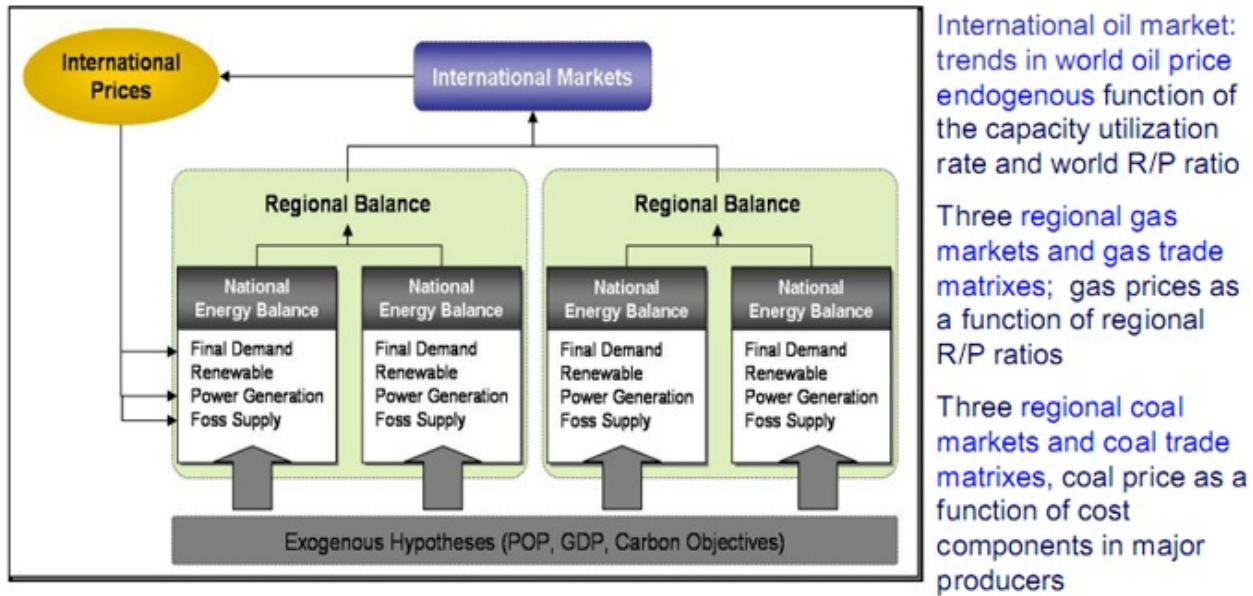 International
Prices
International Markets
Regional Balance
National
Energy Balance
Final Demand
Renewable
Power Generation
Foss Supply
National
Energy Balance
Final Demand
Renewable
Power Generation
Foss Supply
Regional Balance
National
Energy Balance
Final Demand
Renewable
Power Generation
Foss Supply
National
Energy Balance
Final Demand
Renewable
Power Generation
Foss Supply
Exogenous Hypotheses (POP, GDP, Carbon Objectives)
International oil market:
trends in world oil price
endogenous function of
the capacity utilization
rate and world R/P ratio
Three regional gas
markets and gas trade
matrixes; gas prices as
a function of regional
R/P ratios
Three regional coal
markets and coal trade
matrixes, coal price as a
function of cost
components in major
producers